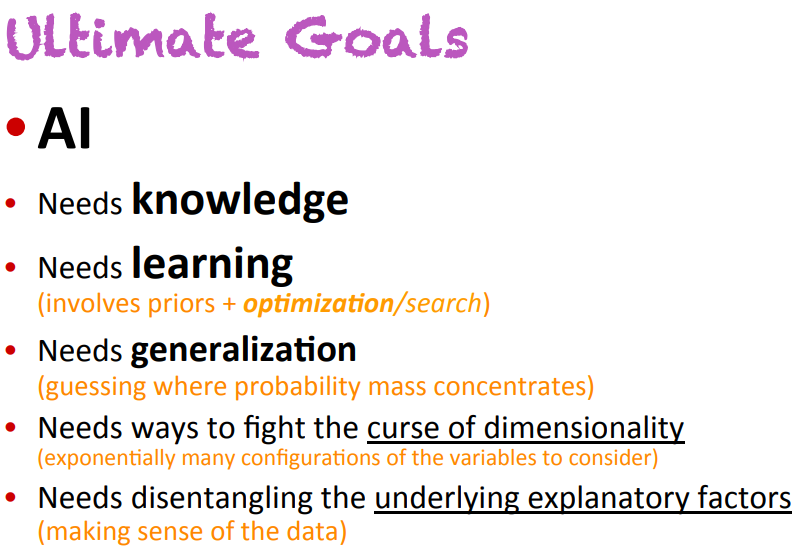 Ultimate Goals
• AI
• Needs knowledge
• Needs learning
(involves priors + optimization/search)
• Needs generalization
(guessing where probability mass concentrates)
• Needs ways to fight the curse of dimensionality
(exponentially many configurations of the variables to consider)
• Needs disentangling the underlying explanatory factors
(making sense of the data)